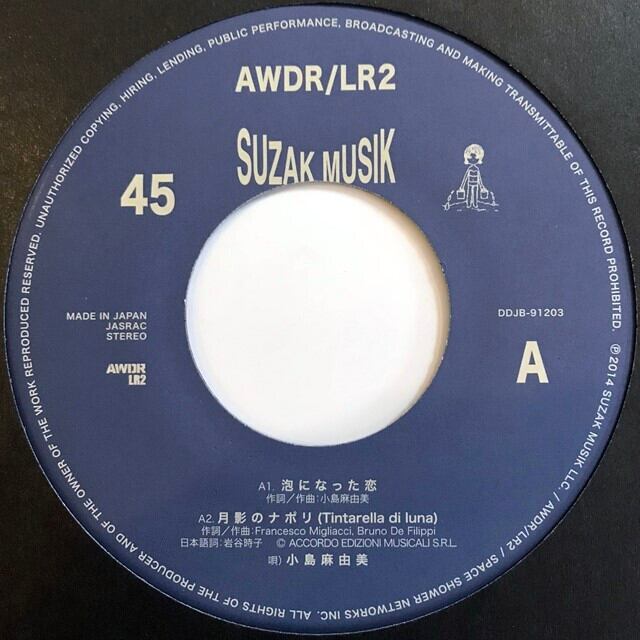 ALL RIGHTS OF THE PRODUCER AND OF THE OWNER OF THE WORK REPRODUCED RESERVED. UNAUTHORIZED COPYING, HIRING, LENDING, PUBLIC PERFORMANCE, BROADCASTING AND MAKING TRANSMITTABLE OF THIS RECORD PROHIBITED. ℗ 2014 SUZAK MUSIK LLC. / AWDR/LR2 / SPACE SHOWER NETWORKS INC.
AWDR/LR2
SUZAK MUSIK
45
MADE IN JAPAN
JASRAC
STEREO
AWDR
LR2
DDJB-91203
A
A1. 泡になった恋
作詞／作曲：小島麻由美
A2. 月影のナポリ (Tintarella di luna)
作詞／作曲：Francesco Migliacci, Bruno De Filippi
日本語詞：岩谷時子 © ACCORDO EDIZIONI MUSICALI S.R.L.
唄) 小島麻由美